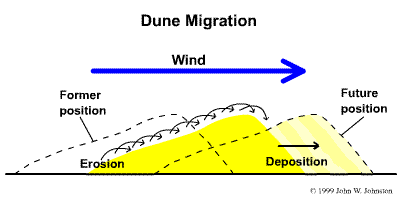 Dune Migration
Wind
Former
position
Future
position
Erosion
Deposition
© 1999 John W. Johnston